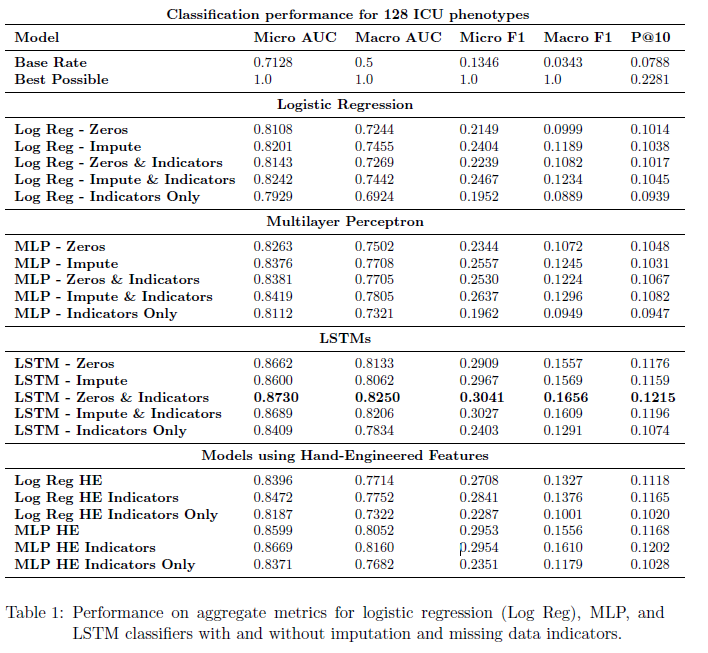 Classification performance for 128 ICU phenotypes
Model Micro AUC Macro AUC Micro F1 Macro F1 P@10
Base Rate 0.7128 0.5 0.1346 0.0343 0.0788
Best Possible 1.0 1.0 1.0 1.0 0.2281
Logistic Regression
Log Reg - Zeros 0.8108 0.7244 0.2149 0.0999 0.1014
Log Reg - Impute 0.8201 0.7455 0.2404 0.1189 0.1038
Log Reg - Zeros & Indicators 0.8143 0.7269 0.2239 0.1082 0.1017
Log Reg - Impute & Indicators 0.8242 0.7442 0.2467 0.1234 0.1045
Log Reg - Indicators Only 0.7929 0.6924 0.1952 0.0889 0.0939
Multilayer Perceptron
MLP - Zeros 0.8263 0.7502 0.2344 0.1072 0.1048
MLP - Impute 0.8376 0.7708 0.2557 0.1245 0.1031
MLP - Zeros & Indicators 0.8381 0.7705 0.2530 0.1224 0.1067
MLP - Impute & Indicators 0.8419 0.7805 0.2637 0.1296 0.1082
MLP - Indicators Only 0.8112 0.7321 0.1962 0.0949 0.0947
LSTMs
LSTM - Zeros 0.8662 0.8133 0.2909 0.1557 0.1176
LSTM - Impute 0.8600 0.8062 0.2967 0.1569 0.1159
LSTM - Zeros & Indicators 0.8730 0.8250 0.3041 0.1656 0.1215
LSTM - Impute & Indicators 0.8689 0.8206 0.3027 0.1609 0.1196
LSTM - Indicators Only 0.8409 0.7834 0.2403 0.1291 0.1074
Models using Hand-Engineered Features
Log Reg HE 0.8396 0.7714 0.2708 0.1327 0.1118
Log Reg HE Indicators 0.8472 0.7752 0.2841 0.1376 0.1165
Log Reg HE Indicators Only 0.8187 0.7322 0.2287 0.1001 0.1020
MLP HE 0.8599 0.8052 0.2953 0.1556 0.1168
MLP HE Indicators 0.8669 0.8160 0.2954 0.1610 0.1202
MLP HE Indicators Only 0.8371 0.7682 0.2351 0.1179 0.1028
Table 1: Performance on aggregate metrics for logistic regression (Log Reg), MLP, and
LSTM classifiers with and without imputation and missing data indicators.